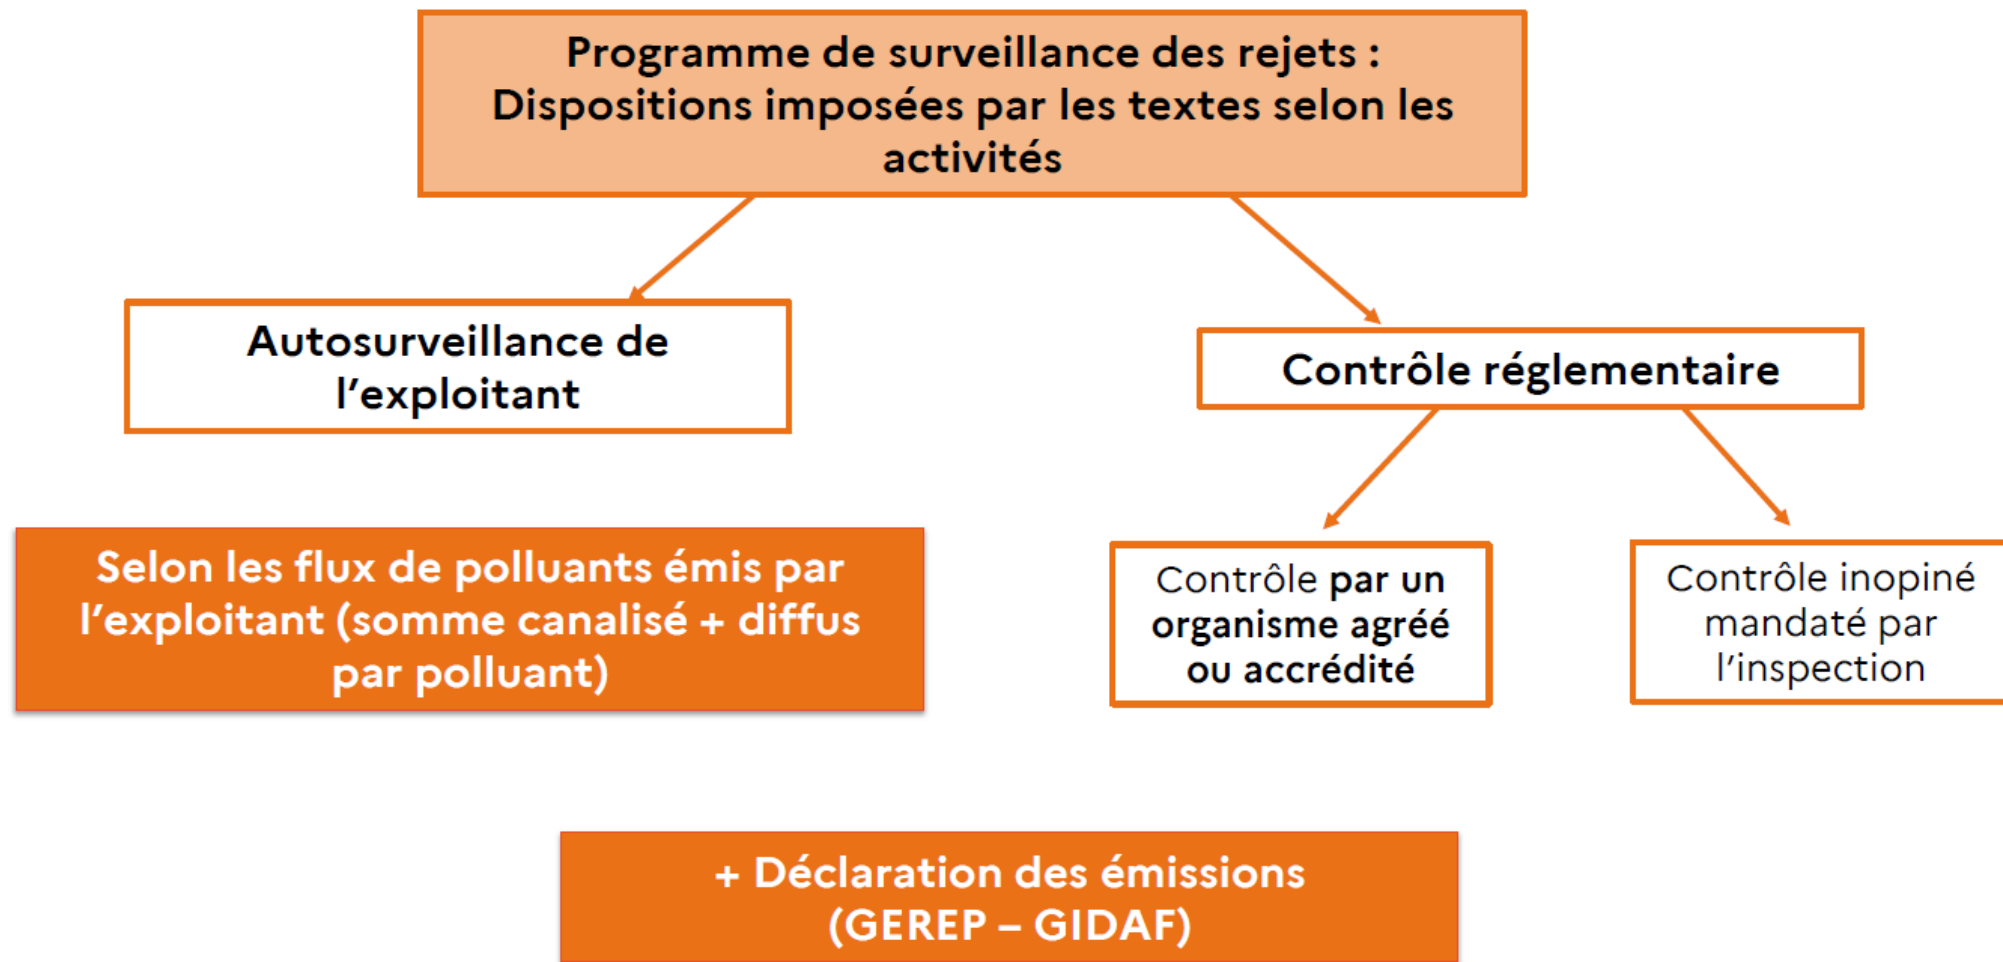 Programme de surveillance des rejets :
Dispositions imposées par les textes selon les
activités
Autosurveillance de
l’exploitant
Contrôle réglementaire
Selon les flux de polluants émis par
l’exploitant (somme canalisé + diffus
par polluant)
Contrôle par un
organisme agréé
ou accrédité
Contrôle inopiné
mandaté par
l’inspection
+ Déclaration des émissions
(GEREP – GIDAF)